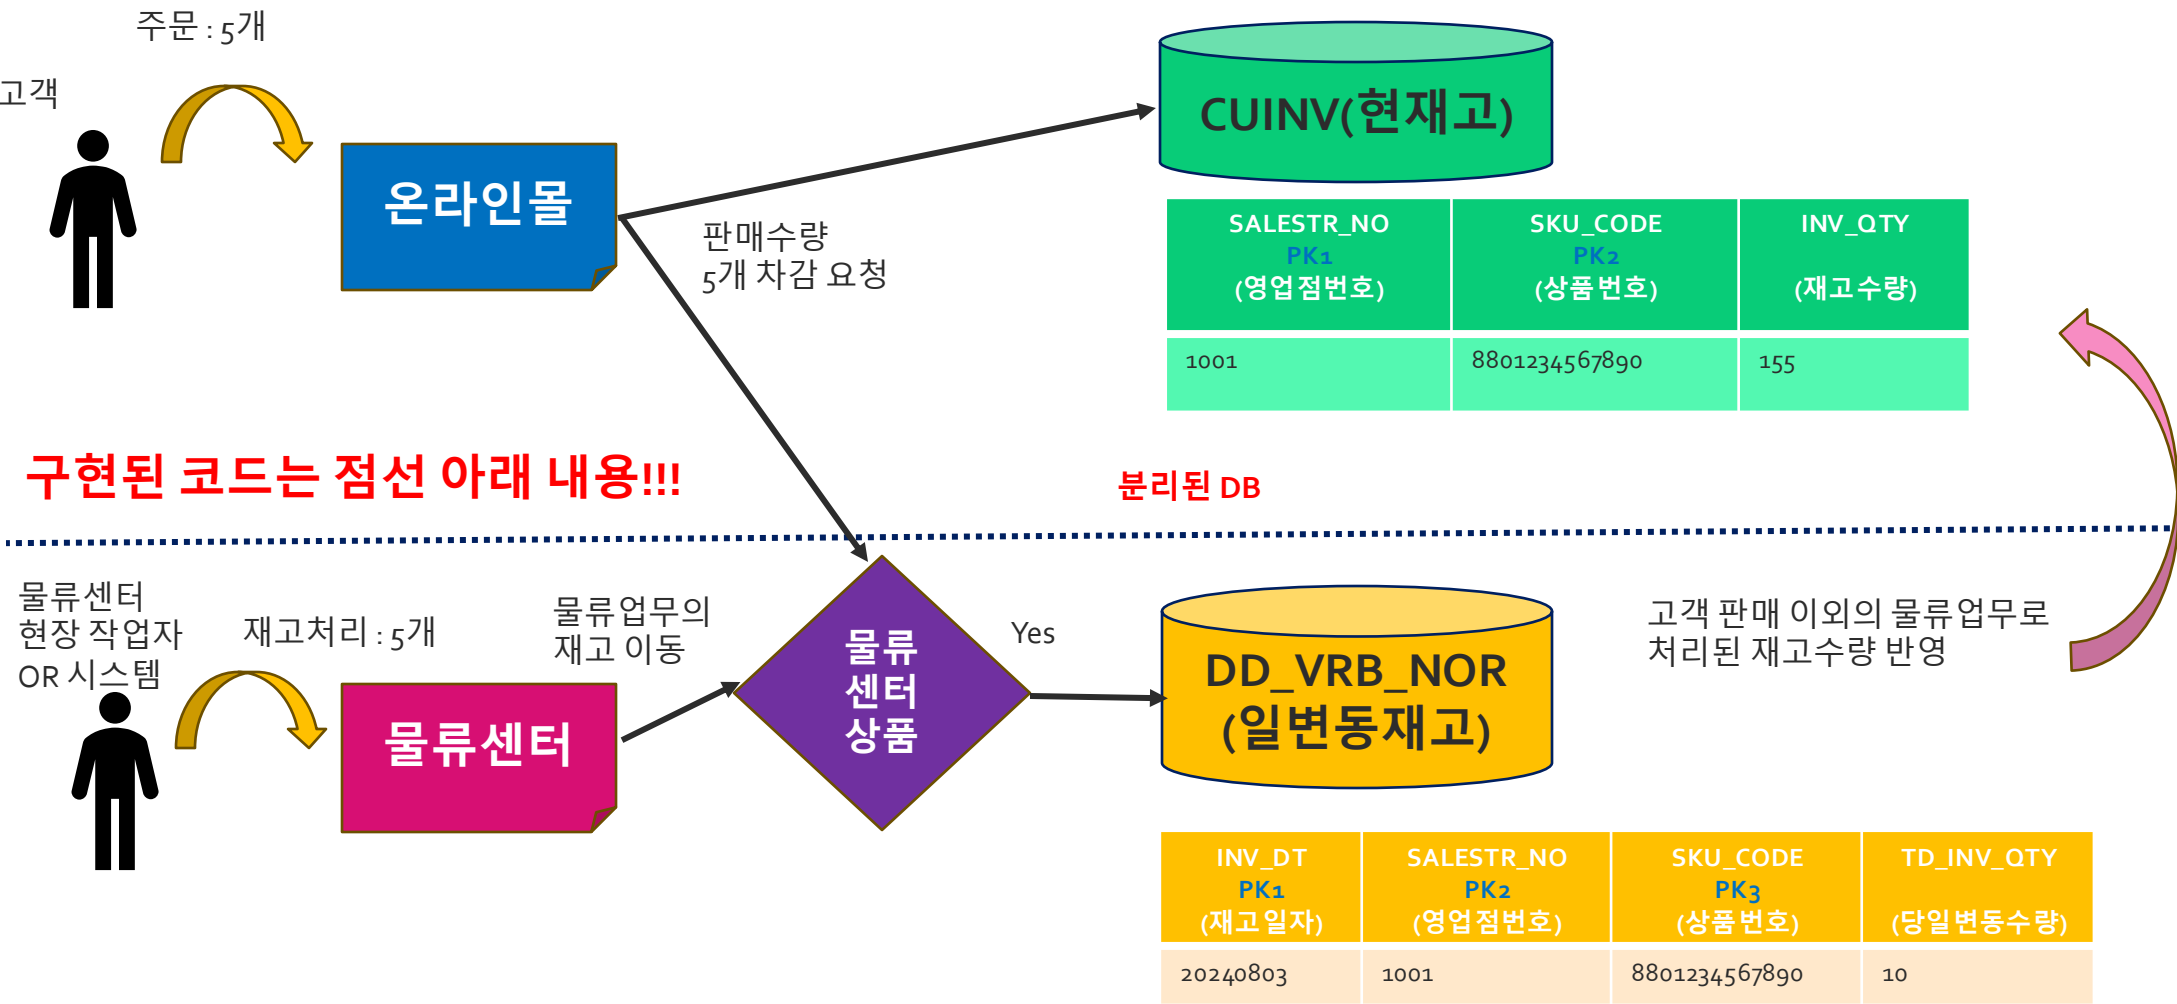 주문 : 5개
고객
온라인몰
판매수량
5개 차감 요청
CUINV(현재고)
SALESTR_NO
PK1
(영업점번호)
SKU_CODE
PK2
(상품번호)
INV_QTY
(재고수량)
1001
8801234567890
155
구현된 코드는 점선 아래 내용!!!
분리된 DB
물류센터
현장 작업자
OR 시스템
재고처리 : 5개
물류센터
물류업무의
재고 이동
물류
센터
상품
Yes
DD_VRB_NOR
(일변동재고)
고객 판매 이외의 물류업무로
처리된 재고수량 반영
INV_DT
PK1
(재고일자)
SALESTR_NO
PK2
(영업점번호)
SKU_CODE
PK3
(상품번호)
TD_INV_QTY
(당일변동수량)
20240803
1001
8801234567890
10